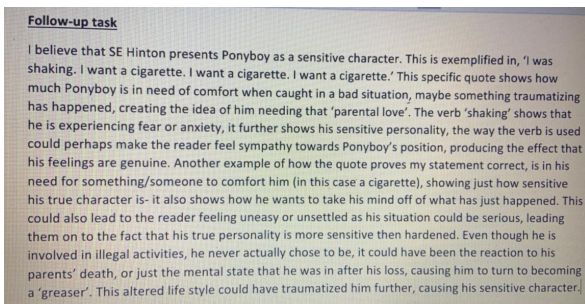 Follow-up task
I believe that SE Hinton presents Ponyboy as a sensitive character. This is exemplified in, 'I was
shaking. I want a cigarette. I want a cigarette. I want a cigarette.' This specific quote shows how
much Ponyboy is in need of comfort when caught in a bad situation, maybe something traumatizing
has happened, creating the idea of him needing that 'parental love'. The verb 'shaking' shows that
he is experiencing fear or anxiety, it further shows his sensitive personality, the way the verb is used
could perhaps make the reader feel sympathy towards Ponyboy's position, producing the effect that
his feelings are genuine. Another example of how the quote proves my statement correct, is in his
need for something/someone to comfort him (in this case a cigarette), showing just how sensitive
his true character is- it also shows how he wants to take his mind off of what has just happened. This
could also lead to the reader feeling uneasy or unsettled as his situation could be serious, leading
them on to the fact that his true personality is more sensitive then hardened. Even though he is
involved in illegal activities, he never actually chose to be, it could have been the reaction to his
parents' death, or just the mental state that he was in after his loss, causing him to turn to becoming
a 'greaser'. This altered life style could have traumatized him further, causing his sensitive character.